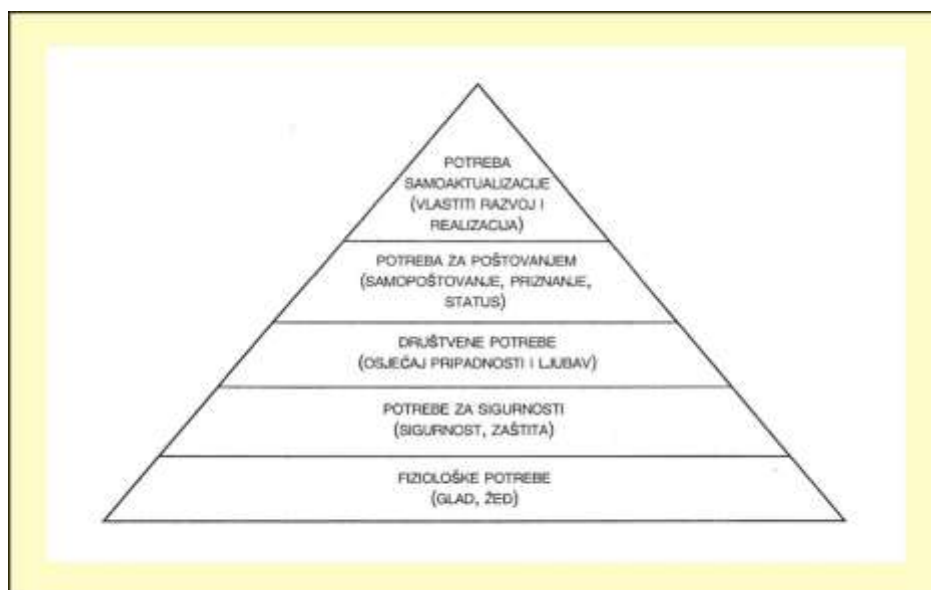 POTREBA
SAMOAKTUALIZACIJE
(VLASTITI RAZVOJ I
REALIZACIJA)
POTREBA ZA POŠTOVANJEM
(SAMOPOŠTOVANJE, PRIZNANJE,
STATUS)
DRUŠTVENE POTREBE
(OSJEĆAJ PRIPADNOSTI I LJUBAV)
POTREBE ZA SIGURNOSTI
(SIGURNOST, ZAŠTITA)
FIZIOLOŠKE POTREBE
(GLAD, ŽEĐ)